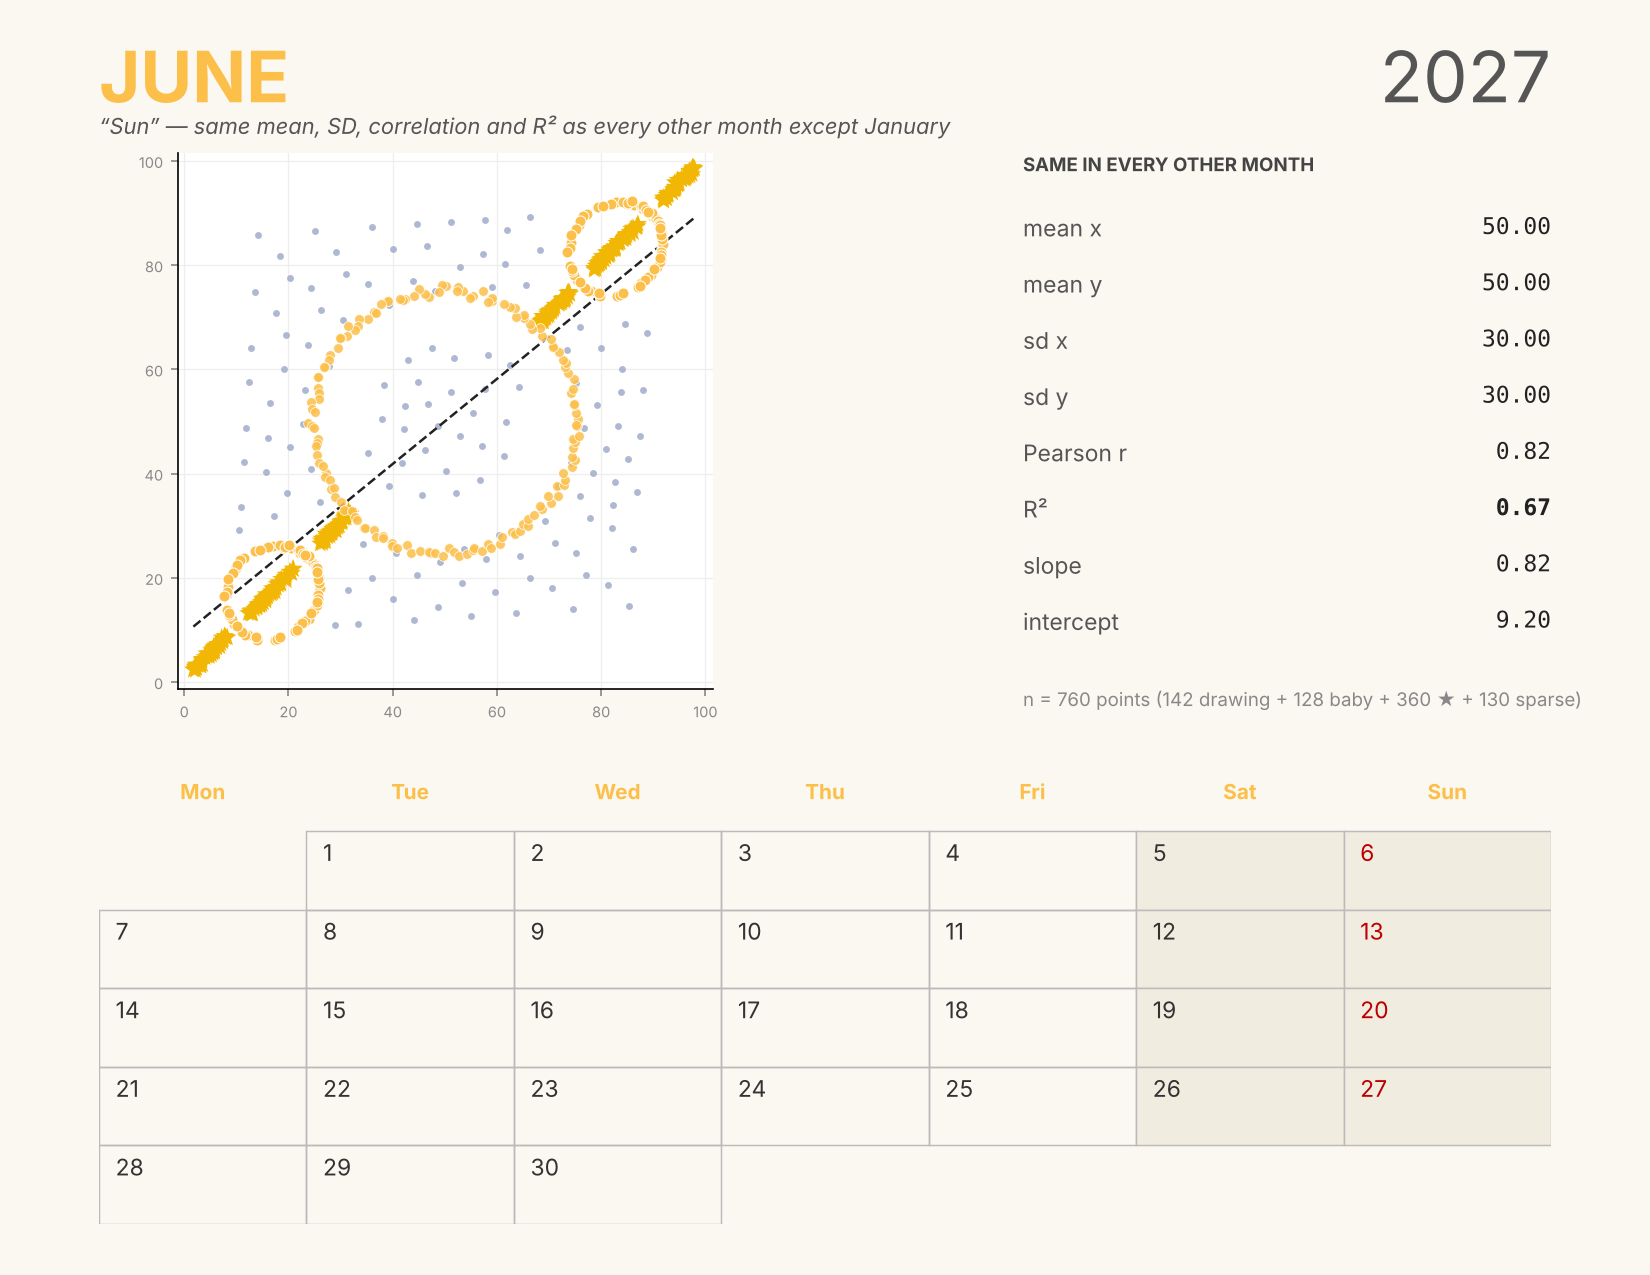 JUNE 2027
“Sun” — same mean, SD, correlation and R² as every other month except January
100
80
60
40
20
0
0 20 40 60 80 100
SAME IN EVERY OTHER MONTH
mean x 50.00
mean y 50.00
sd x 30.00
sd y 30.00
Pearson r 0.82
R² 0.67
slope 0.82
intercept 9.20
n = 760 points (142 drawing + 128 baby + 360 ★ + 130 sparse)
Mon Tue Wed Thu Fri Sat Sun
1 2 3 4 5 6
7 8 9 10 11 12 13
14 15 16 17 18 19 20
21 22 23 24 25 26 27
28 29 30